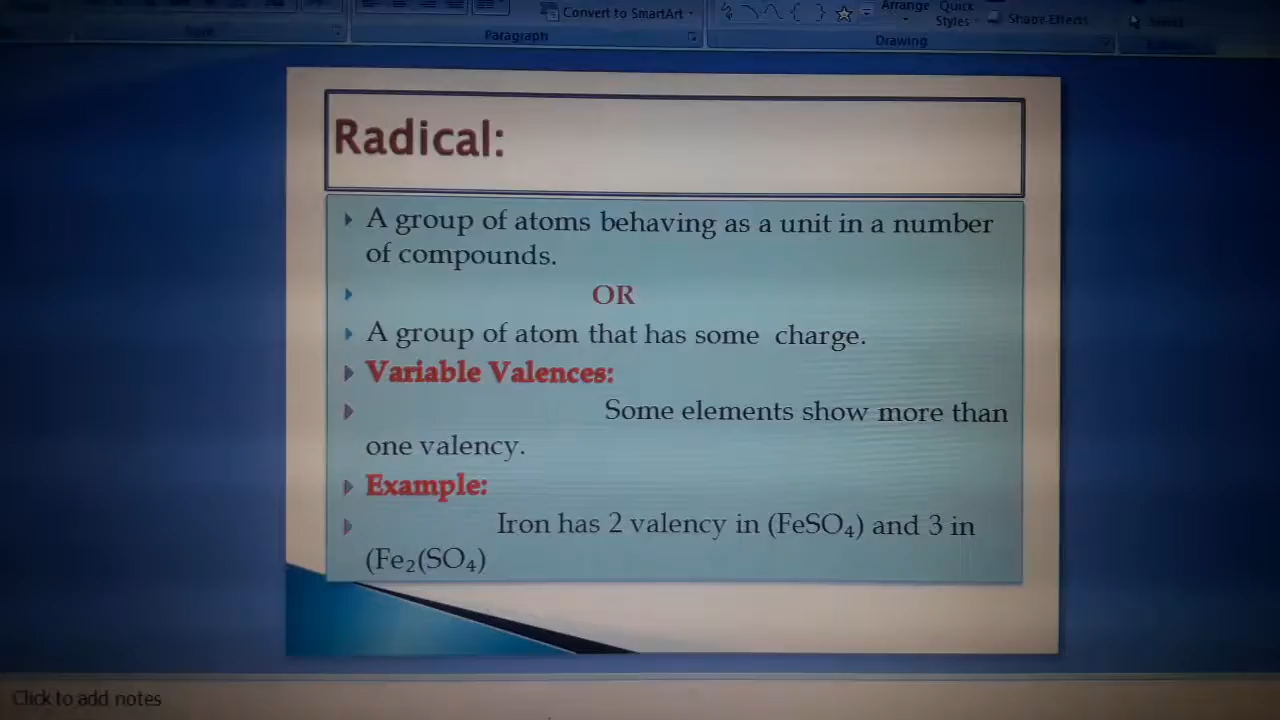 Convert to SmartArt
Paragraph
Arrange
Quick Styles
Shape Effects
Select
Drawing
Radical:
A group of atoms behaving as a unit in a number
of compounds.
OR
A group of atom that has some charge.
Variable Valences:
Some elements show more than
one valency.
Example:
Iron has 2 valency in (FeSO₄) and 3 in
(Fe₂(SO₄)
Click to add notes